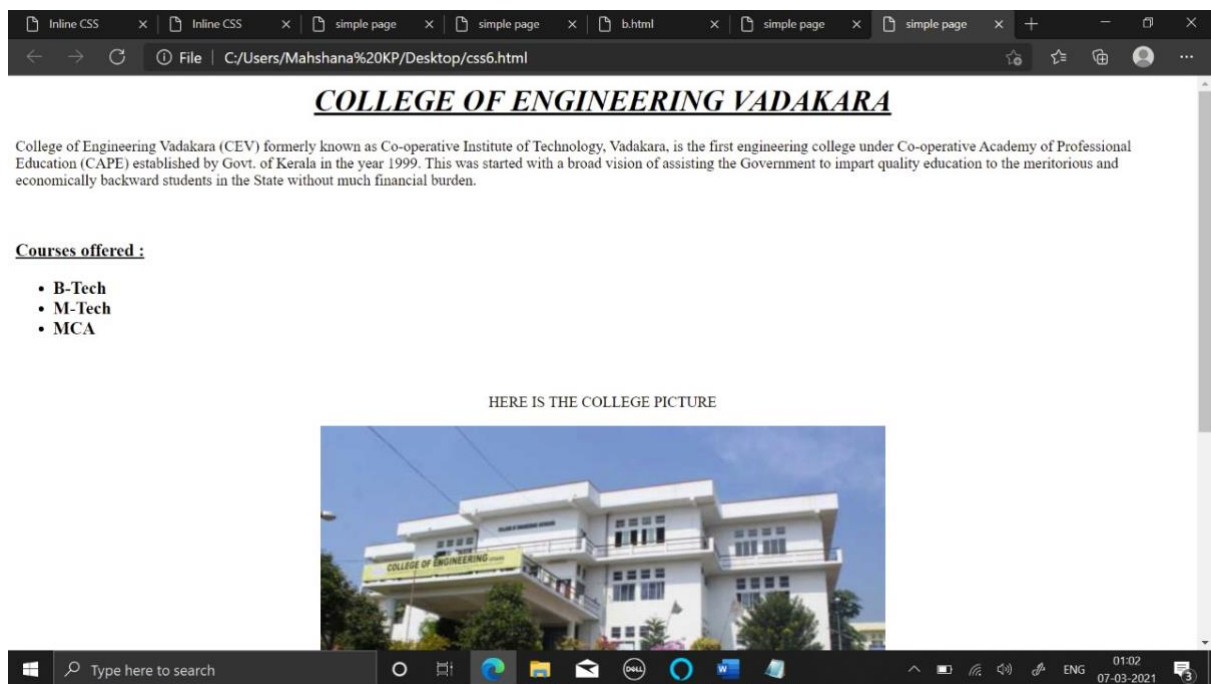 Inline CSS
Inline CSS
simple page
simple page
b.html
simple page
simple page
File | C:/Users/Mahshana%20KP/Desktop/css6.html
COLLEGE OF ENGINEERING VADAKARA
College of Engineering Vadakara (CEV) formerly known as Co-operative Institute of Technology, Vadakara, is the first engineering college under Co-operative Academy of Professional
Education (CAPE) established by Govt. of Kerala in the year 1999. This was started with a broad vision of assisting the Government to impart quality education to the meritorious and
economically backward students in the State without much financial burden.
Courses offered :
• B-Tech
• M-Tech
• MCA
HERE IS THE COLLEGE PICTURE
COLLEGE OF ENGINEERING
Type here to search
DELL
W
ENG
01:02
07-03-2021
3